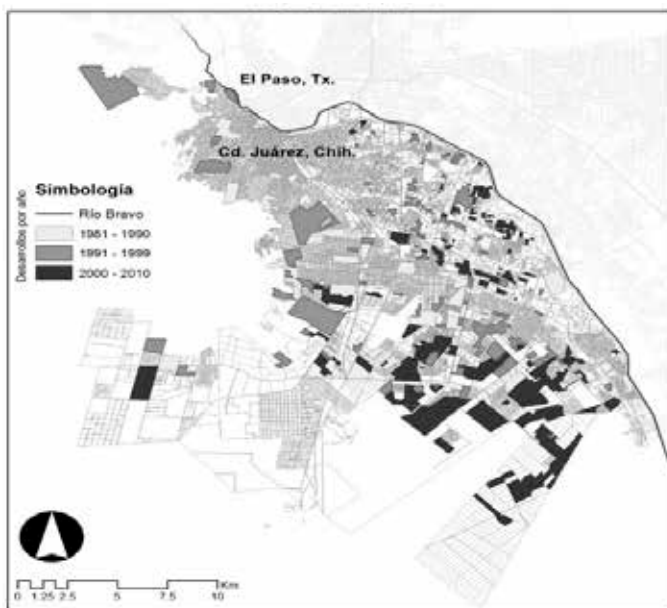 El Paso, Tx.
Cd. Juárez, Chih.
Simbología
Desarrollos por año
Río Bravo
1981 - 1990
1991 - 1999
2000 - 2010
Km
0 1.25 2.5 5 7.5 10